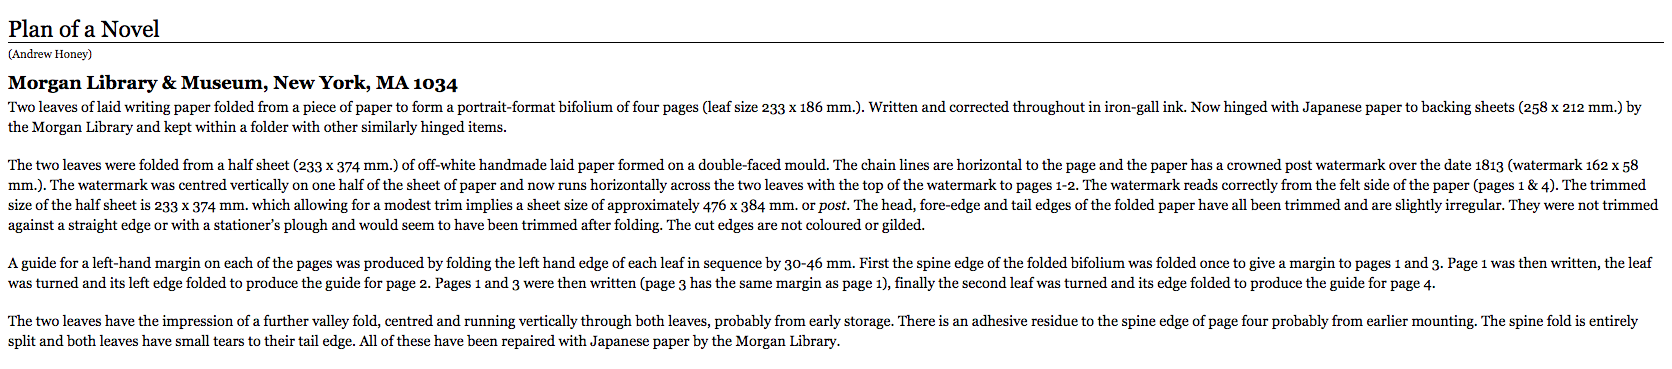 Plan of a Novel
(Andrew Honey)
Morgan Library & Museum, New York, MA 1034
Two leaves of laid writing paper folded from a piece of paper to form a portrait-format bifolium of four pages (leaf size 233 x 186 mm.). Written and corrected throughout in iron-gall ink. Now hinged with Japanese paper to backing sheets (258 x 212 mm.) by
the Morgan Library and kept within a folder with other similarly hinged items.
The two leaves were folded from a half sheet (233 x 374 mm.) of off-white handmade laid paper formed on a double-faced mould. The chain lines are horizontal to the page and the paper has a crowned post watermark over the date 1813 (watermark 162 x 58
mm.). The watermark was centred vertically on one half of the sheet of paper and now runs horizontally across the two leaves with the top of the watermark to pages 1-2. The watermark reads correctly from the felt side of the paper (pages 1 & 4). The trimmed
size of the half sheet is 233 x 374 mm. which allowing for a modest trim implies a sheet size of approximately 476 x 384 mm. or post. The head, fore-edge and tail edges of the folded paper have all been trimmed and are slightly irregular. They were not trimmed
against a straight edge or with a stationer's plough and would seem to have been trimmed after folding. The cut edges are not coloured or gilded.
A guide for a left-hand margin on each of the pages was produced by folding the left hand edge of each leaf in sequence by 30-46 mm. First the spine edge of the folded bifolium was folded once to give a margin to pages 1 and 3. Page 1 was then written, the leaf
was turned and its left edge folded to produce the guide for page 2. Pages 1 and 3 were then written (page 3 has the same margin as page 1), finally the second leaf was turned and its edge folded to produce the guide for page 4.
The two leaves have the impression of a further valley fold, centred and running vertically through both leaves, probably from early storage. There is an adhesive residue to the spine edge of page four probably from earlier mounting. The spine fold is entirely
split and both leaves have small tears to their tail edge. All of these have been repaired with Japanese paper by the Morgan Library.